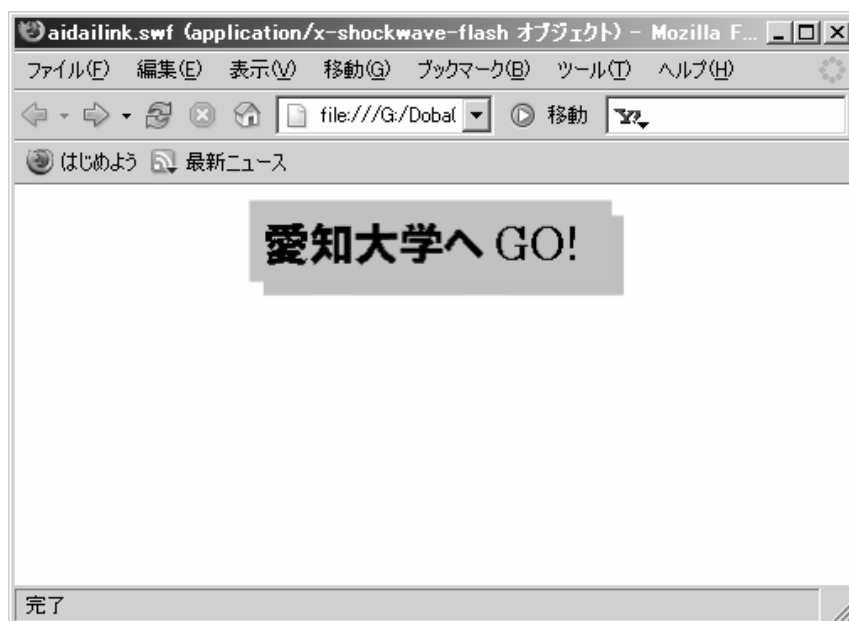 aidailink.swf (application/x-shockwave-flash オブジェクト) - Mozilla F...
ファイル(F) 編集(E) 表示(V) 移動(G) ブックマーク(B) ツール(T) ヘルプ(H)
file:///G:/Doba( 移動
はじめよう 最新ニュース
愛知大学へ GO!
完了